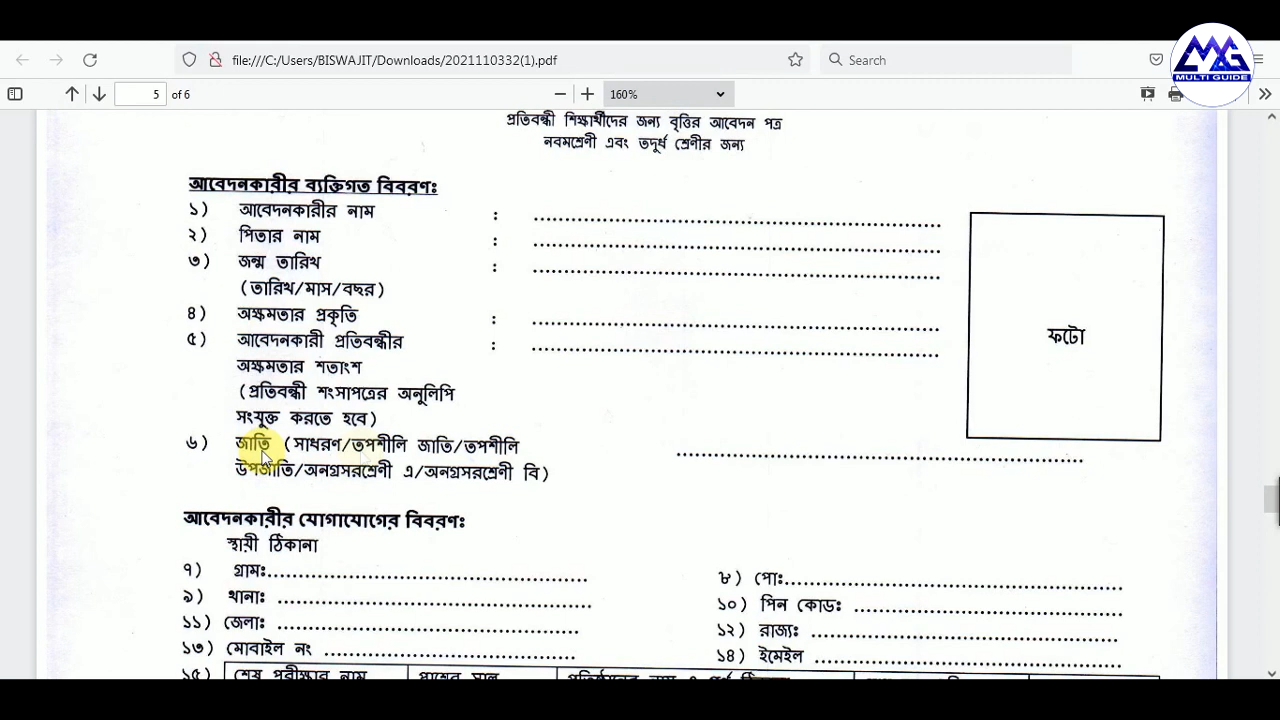 file:///C:/Users/BISWAJIT/Downloads/2021110332(1).pdf
Search
MULTI GUIDE
5 of 6
160%
প্রতিবন্ধী শিক্ষার্থীদের জন্য বৃত্তির আবেদন পত্র
নবমশ্রেণী এবং তদুর্ধ শ্রেণীর জন্য
আবেদনকারীর ব্যক্তিগত বিবরণঃ
১) আবেদনকারীর নাম : ................................
২) পিতার নাম : ................................
৩) জন্ম তারিখ : ................................
(তারিখ/মাস/বছর)
৪) অক্ষমতার প্রকৃতি : ................................
৫) আবেদনকারী প্রতিবন্ধীর : ................................
অক্ষমতার শতাংশ
(প্রতিবন্ধী শংসাপত্রের অনুলিপি
সংযুক্ত করতে হবে)
ফটো
৬) জাতি (সাধরণ/তপশীলি জাতি/তপশীলি ................................
উপজাতি/অনগ্রসরশ্রেণী এ/অনগ্রসরশ্রেণী বি)
আবেদনকারীর যোগাযোগের বিবরণঃ
স্থায়ী ঠিকানা
৭) গ্রামঃ................................ ৮) পোঃ................................
৯) থানাঃ ................................ ১০) পিন কোডঃ ................................
১১) জেলাঃ ................................ ১২) রাজ্যঃ ................................
১৩) মোবাইল নং ................................ ১৪) ইমেইল ................................
১৫) শেষ পরীক্ষার নাম